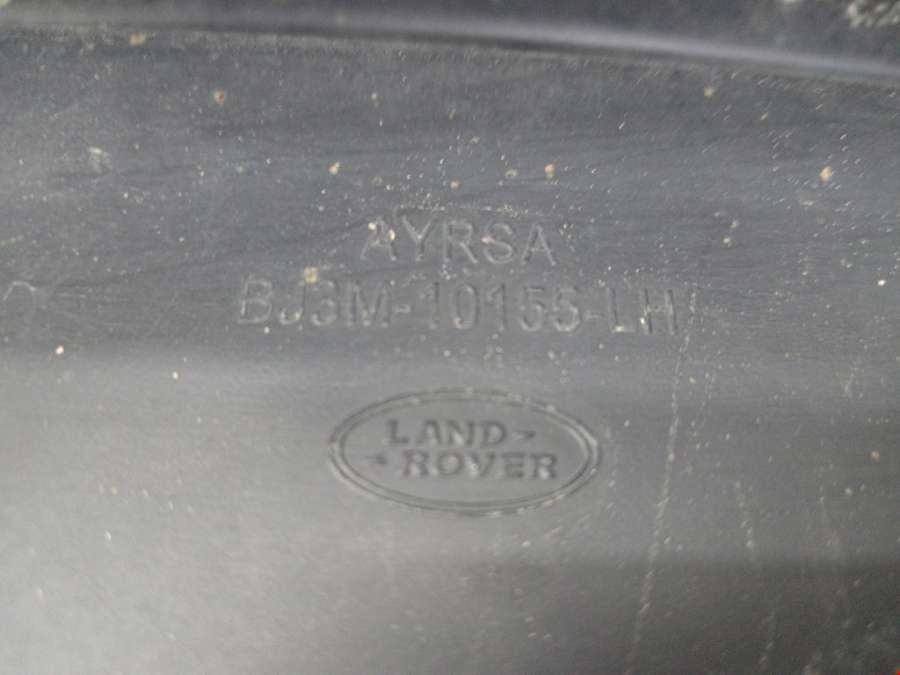 AYRSA
BJ3M-10155-LH
LAND-
-ROVER